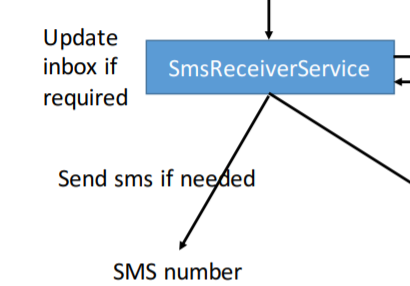 Update
inbox if
required
SmsReceiverService
Send sms if needed
SMS number